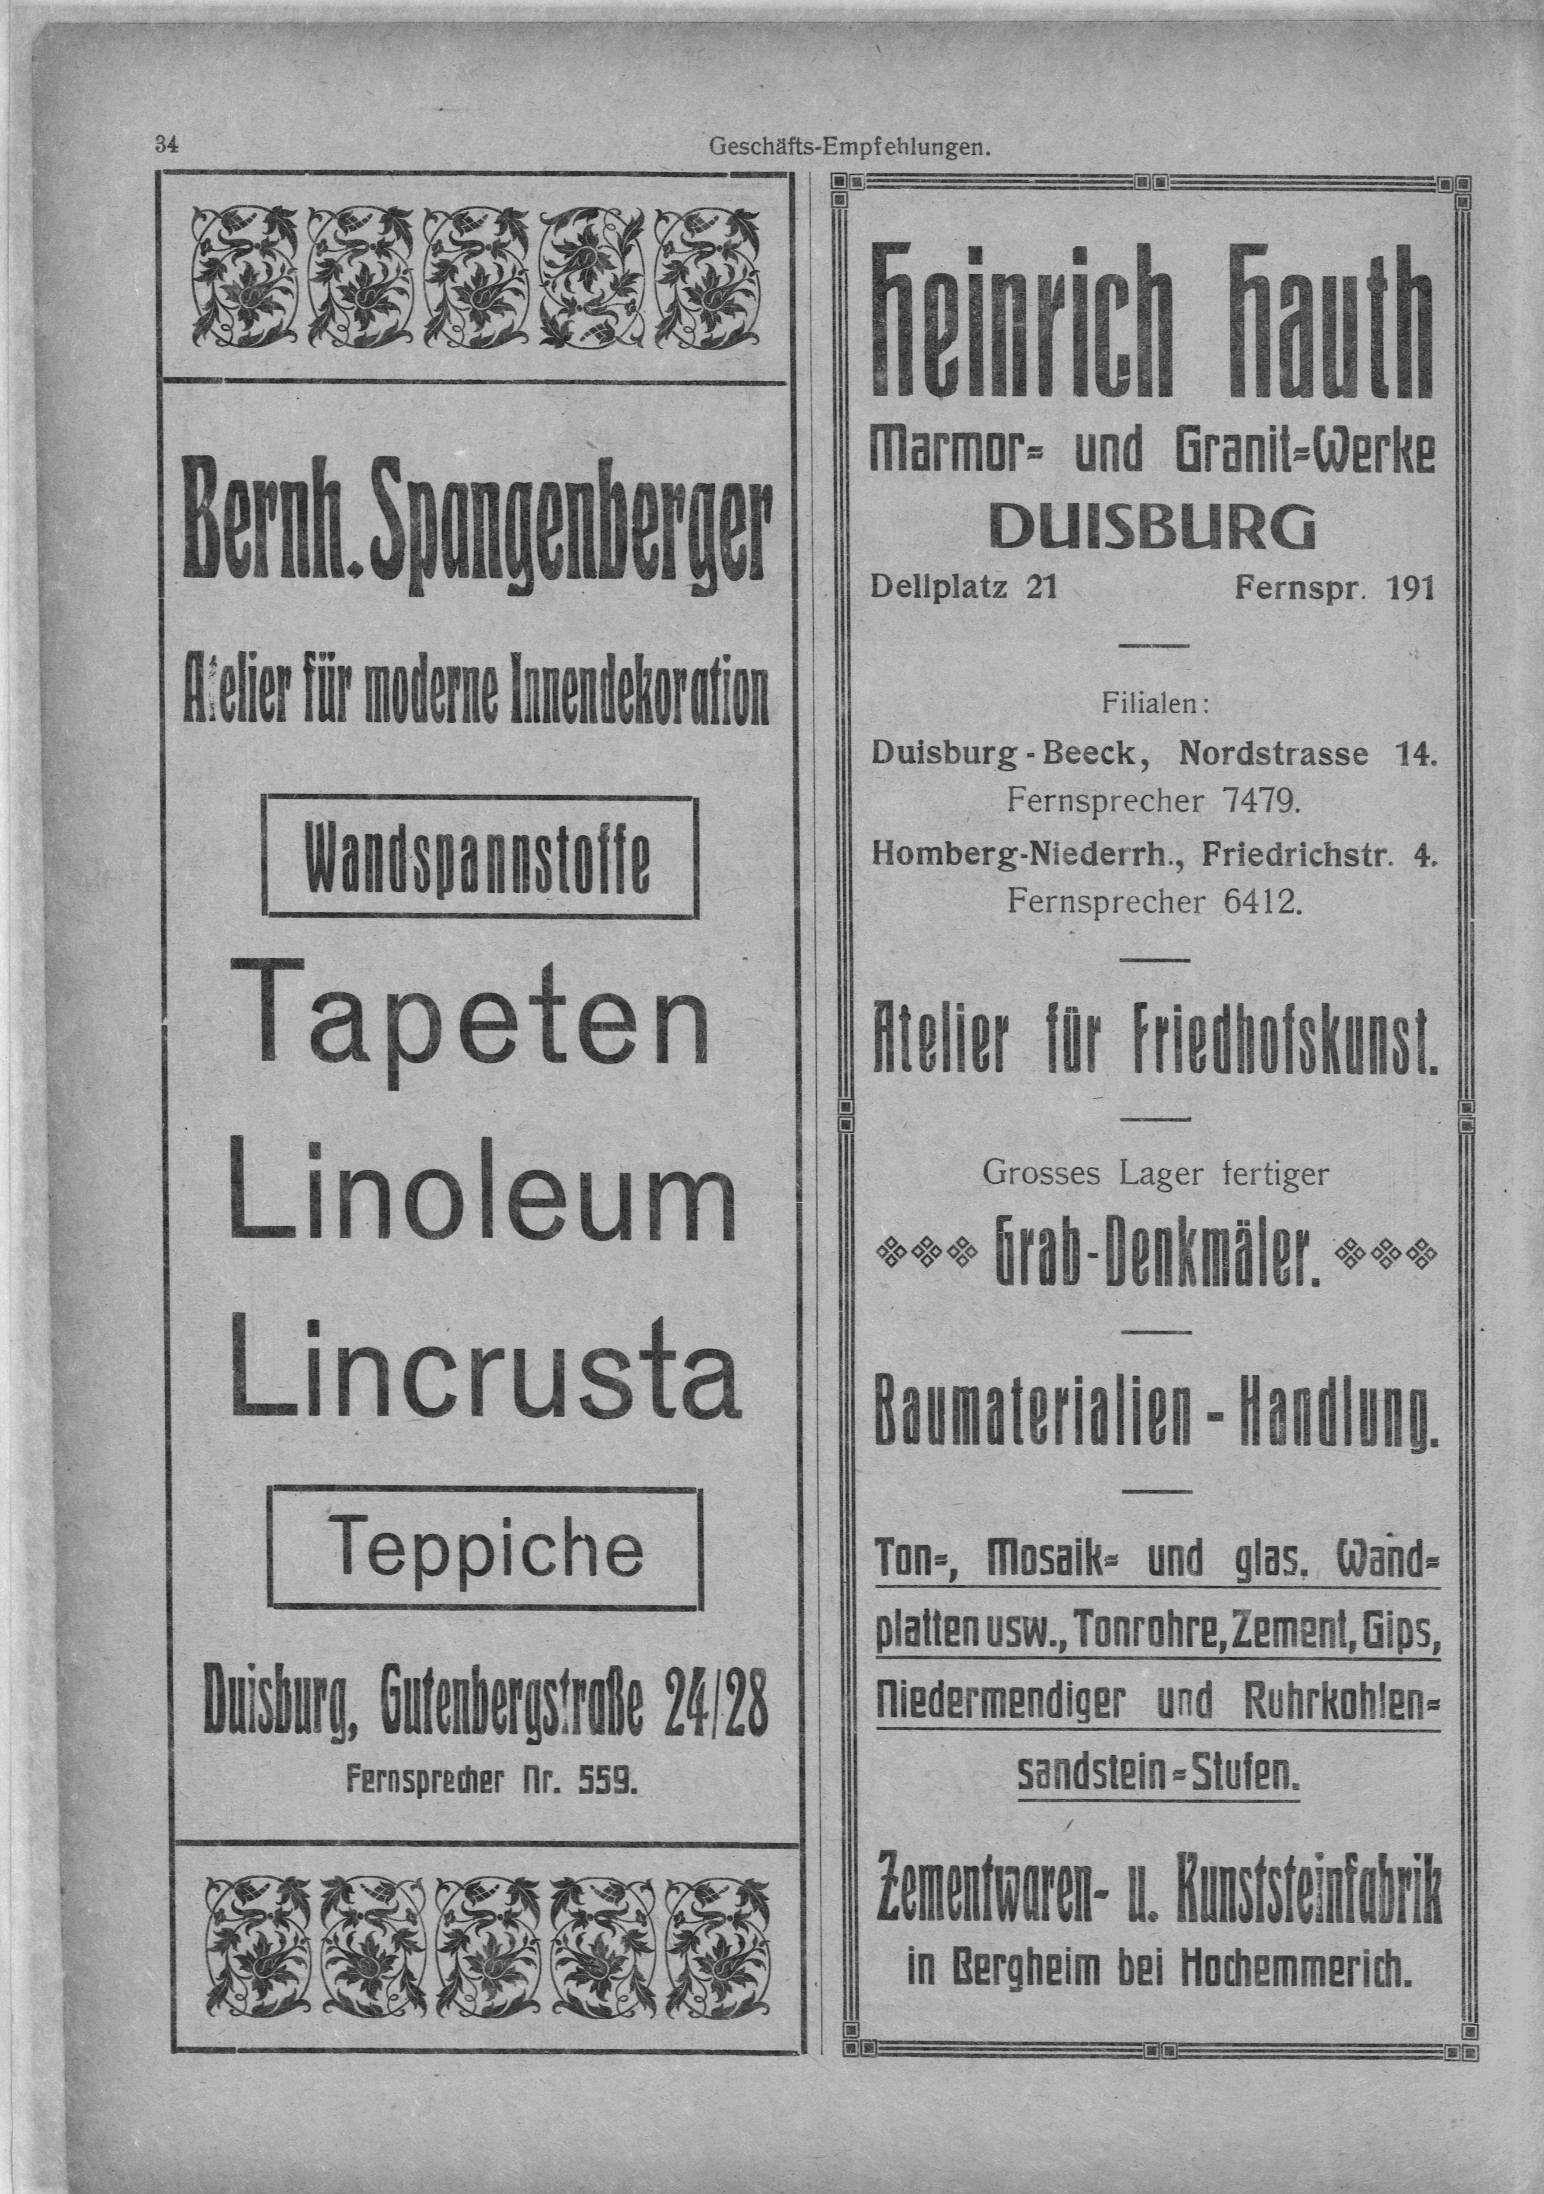 34
Geschäfts-Empfehlungen.
Bernh. Spangenberger
Atelier für moderne Innendekoration
Wandspannstoffe
Tapeten
Linoleum
Lincrusta
Teppiche
Duisburg, Gutenbergstraße 24/28
Fernsprecher Nr. 559.
Heinrich Hauth
Marmor- und Granit-Werke
DUISBURG
Dellplatz 21 Fernspr. 191
Filialen:
Duisburg-Beeck, Nordstrasse 14.
Fernsprecher 7479.
Homberg-Niederrh., Friedrichstr. 4.
Fernsprecher 6412.
Atelier für Friedhofskunst.
Grosses Lager fertiger
Grab-Denkmäler.
Baumaterialien-Handlung.
Ton-, Mosaik- und glas. Wand-
platten usw., Tonrohre, Zement, Gips,
Niedermendiger und Ruhrkohlen-
sandstein-Stufen.
Zementwaren- u. Kunststeinfabrik
in Bergheim bei Hochemmerich.